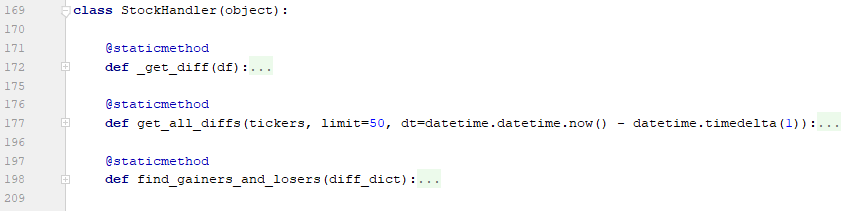 169 class StockHandler(object):
170
171 @staticmethod
172 def _get_diff(df):...
175
176 @staticmethod
177 def get_all_diffs(tickers, limit=50, dt=datetime.datetime.now() - datetime.timedelta(1)):...
196
197 @staticmethod
198 def find_gainers_and_losers(diff_dict):...
209